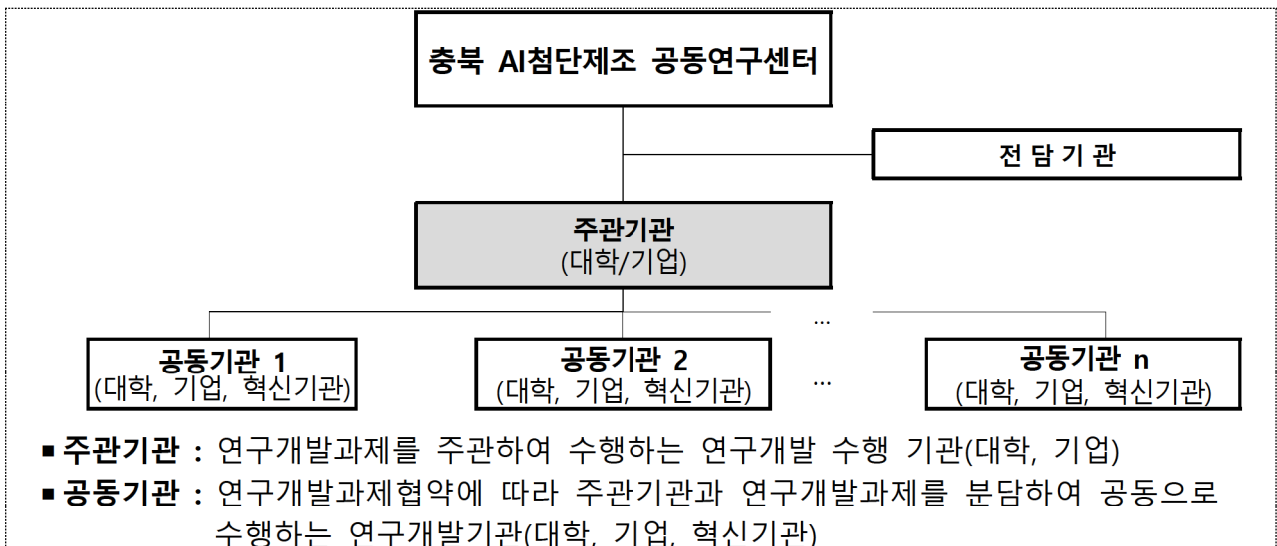 충북 AI첨단제조 공동연구센터
전담기관
주관기관
(대학/기업)
...
공동기관 1
(대학, 기업, 혁신기관)
공동기관 2
(대학, 기업, 혁신기관)
...
공동기관 n
(대학, 기업, 혁신기관)
▪ 주관기관 : 연구개발과제를 주관하여 수행하는 연구개발 수행 기관(대학, 기업)
▪ 공동기관 : 연구개발과제협약에 따라 주관기관과 연구개발과제를 분담하여 공동으로
수행하는 연구개발기관(대학, 기업, 혁신기관)